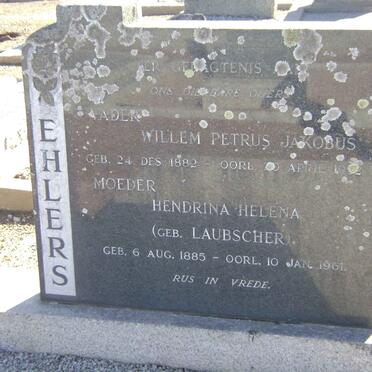 EHLERS
TER GEDAGTENIS
ONS DIERBARE OUERS
VADER
WILLEM PETRUS JAKOBUS
GEB. 24 DES. 1882 – OORL. APRIL
MOEDER
HENDRINA HELENA
(GEB. LAUBSCHER)
GEB. 6 AUG. 1885 – OORL. 10 JAN. 1961.
RUS IN VREDE.